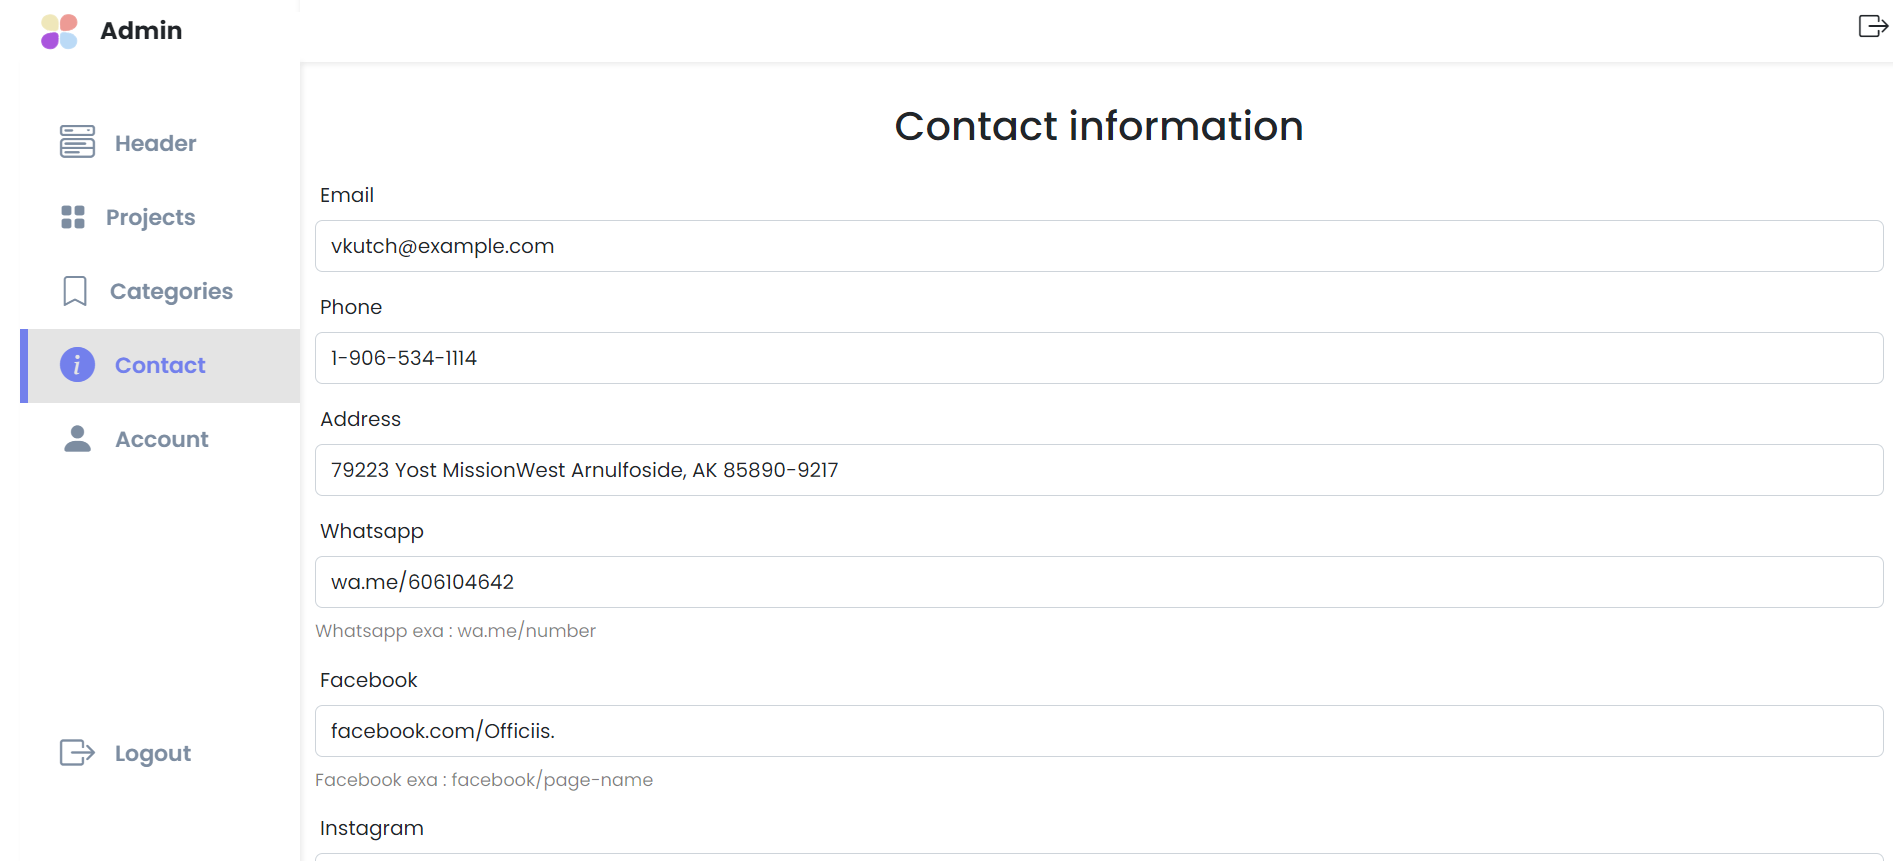 Admin
Header
Projects
Categories
Contact
Account
Logout
Contact information
Email
vkutch@example.com
Phone
1-906-534-1114
Address
79223 Yost MissionWest Arnulfoside, AK 85890-9217
Whatsapp
wa.me/606104642
Whatsapp exa : wa.me/number
Facebook
facebook.com/Officiis.
Facebook exa : facebook/page-name
Instagram